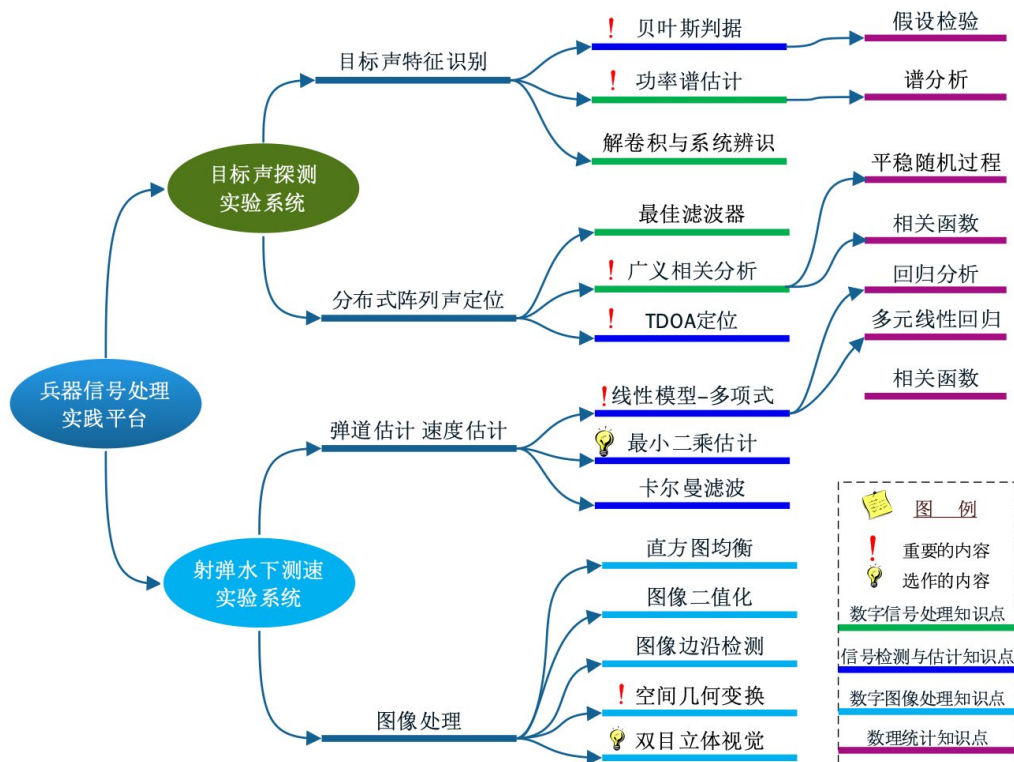 兵器信号处理
实践平台
目标声探测
实验系统
目标声特征识别
! 贝叶斯判据
假设检验
! 功率谱估计
谱分析
解卷积与系统辨识
分布式阵列声定位
最佳滤波器
! 广义相关分析
平稳随机过程
相关函数
! TDOA定位
射弹水下测速
实验系统
弹道估计 速度估计
!线性模型-多项式
回归分析
多元线性回归
相关函数
最小二乘估计
卡尔曼滤波
图像处理
直方图均衡
图像二值化
图像边沿检测
! 空间几何变换
双目立体视觉
图 例
! 重要的内容
选作的内容
数字信号处理知识点
信号检测与估计知识点
数字图像处理知识点
数理统计知识点